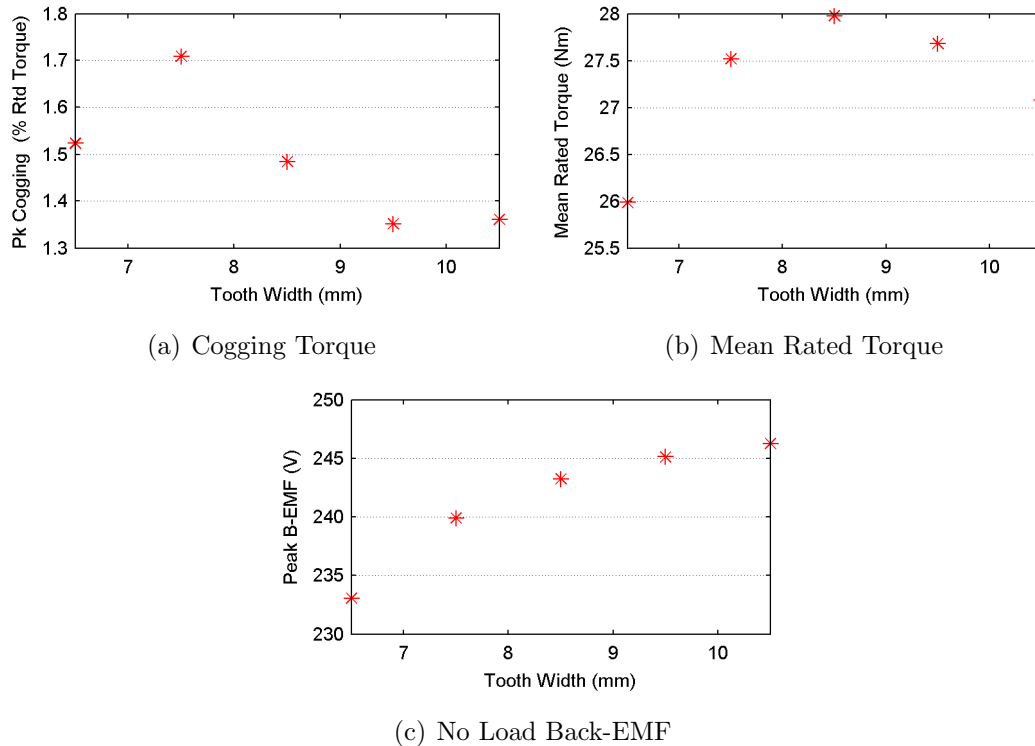 1.8
1.7
1.6
1.5
1.4
1.3
Pk Cogging (% Rtd Torque)
7 8 9 10
Tooth Width (mm)
(a) Cogging Torque
28
27.5
27
26.5
26
25.5
Mean Rated Torque (Nm)
7 8 9 10
Tooth Width (mm)
(b) Mean Rated Torque
250
245
240
235
230
Peak B-EMF (V)
7 8 9 10
Tooth Width (mm)
(c) No Load Back-EMF